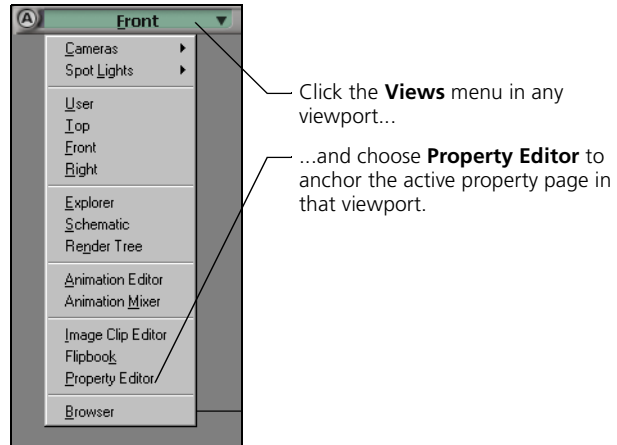 A
Front
Cameras
Spot Lights
User
Top
Front
Right
Explorer
Schematic
Render Tree
Animation Editor
Animation Mixer
Image Clip Editor
Flipbook
Property Editor
Browser
Click the Views menu in any
viewport...
...and choose Property Editor to
anchor the active property page in
that viewport.